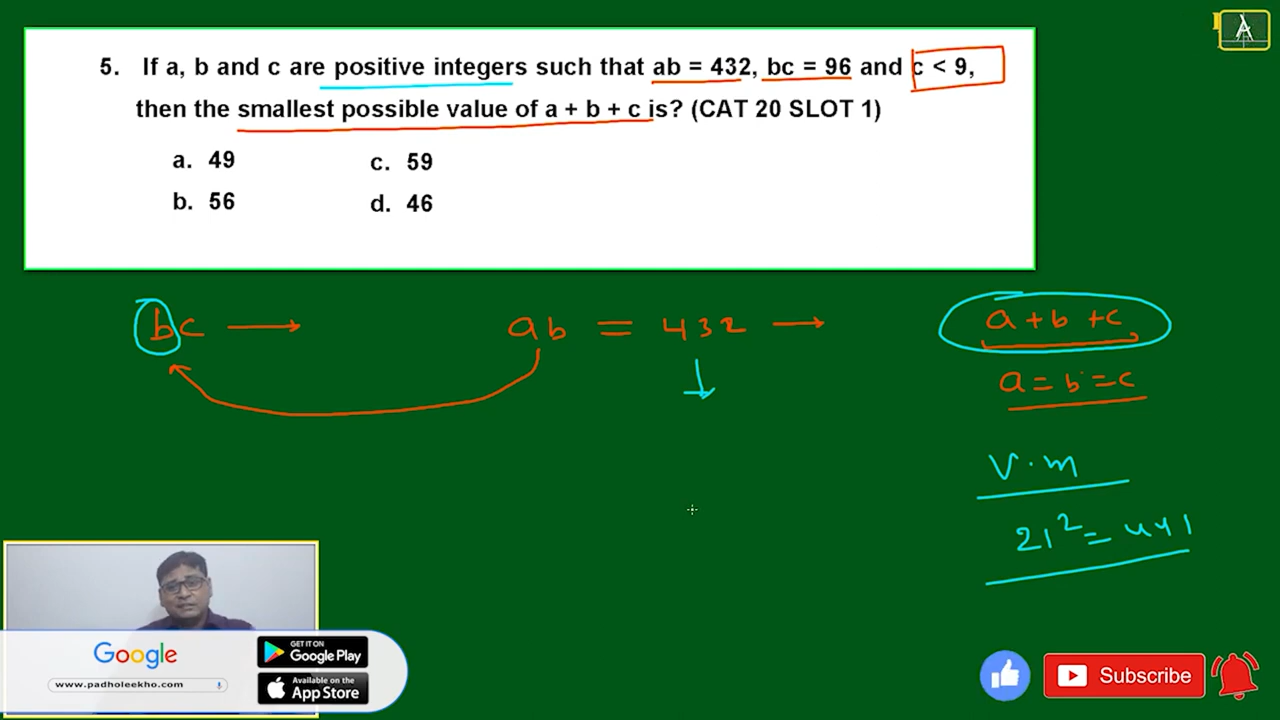 5. If a, b and c are positive integers such that ab = 432, bc = 96 and c < 9,
then the smallest possible value of a + b + c is? (CAT 20 SLOT 1)
a. 49
c. 59
b. 56
d. 46
bc →
ab = 432 →
a + b + c
a = b = c
V.m
21² = 441
Google
www.padholeekho.com
GET IT ON
Google Play
Available on the
App Store
Subscribe